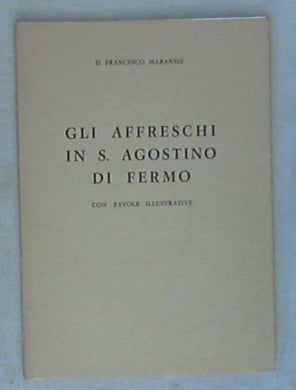 D. FRANCESCO MARANESI
GLI AFFRESCHI
IN S. AGOSTINO
DI FERMO
CON TAVOLE ILLUSTRATIVE